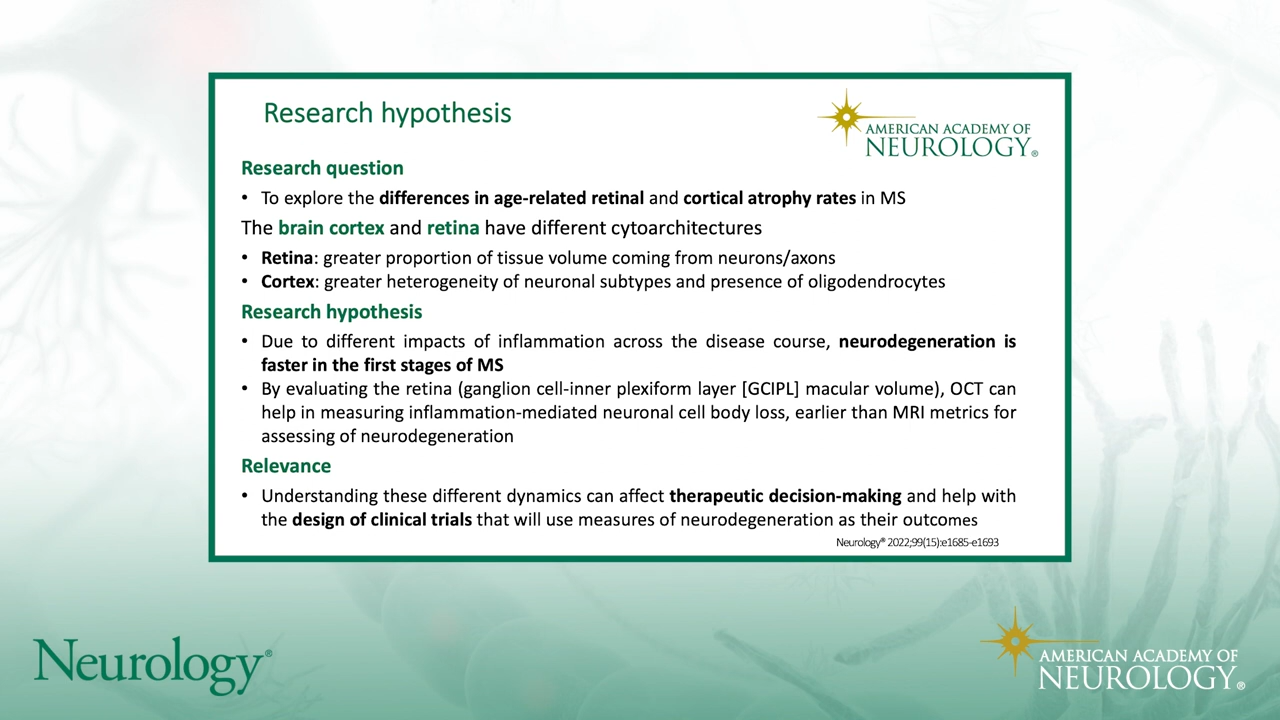 Research hypothesis
AMERICAN ACADEMY OF
NEUROLOGY®
Research question
• To explore the differences in age-related retinal and cortical atrophy rates in MS
The brain cortex and retina have different cytoarchitectures
• Retina: greater proportion of tissue volume coming from neurons/axons
• Cortex: greater heterogeneity of neuronal subtypes and presence of oligodendrocytes
Research hypothesis
• Due to different impacts of inflammation across the disease course, neurodegeneration is
faster in the first stages of MS
• By evaluating the retina (ganglion cell-inner plexiform layer [GCIPL] macular volume), OCT can
help in measuring inflammation-mediated neuronal cell body loss, earlier than MRI metrics for
assessing of neurodegeneration
Relevance
• Understanding these different dynamics can affect therapeutic decision-making and help with
the design of clinical trials that will use measures of neurodegeneration as their outcomes
Neurology® 2022;99(15):e1685-e1693
Neurology®
AMERICAN ACADEMY OF
NEUROLOGY®